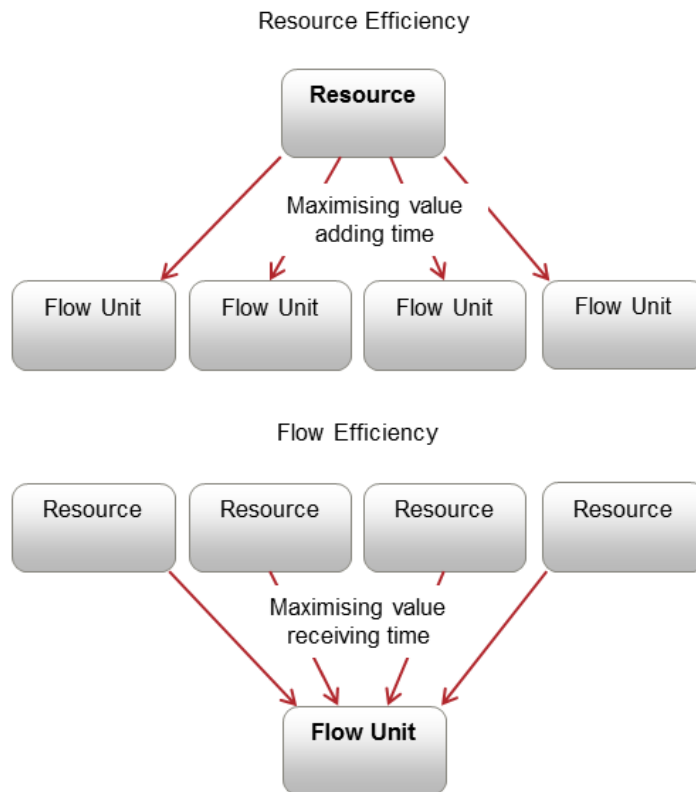 Resource Efficiency
Resource
Maximising value
adding time
Flow Unit
Flow Unit
Flow Unit
Flow Unit
Flow Efficiency
Resource
Resource
Resource
Resource
Maximising value
receiving time
Flow Unit